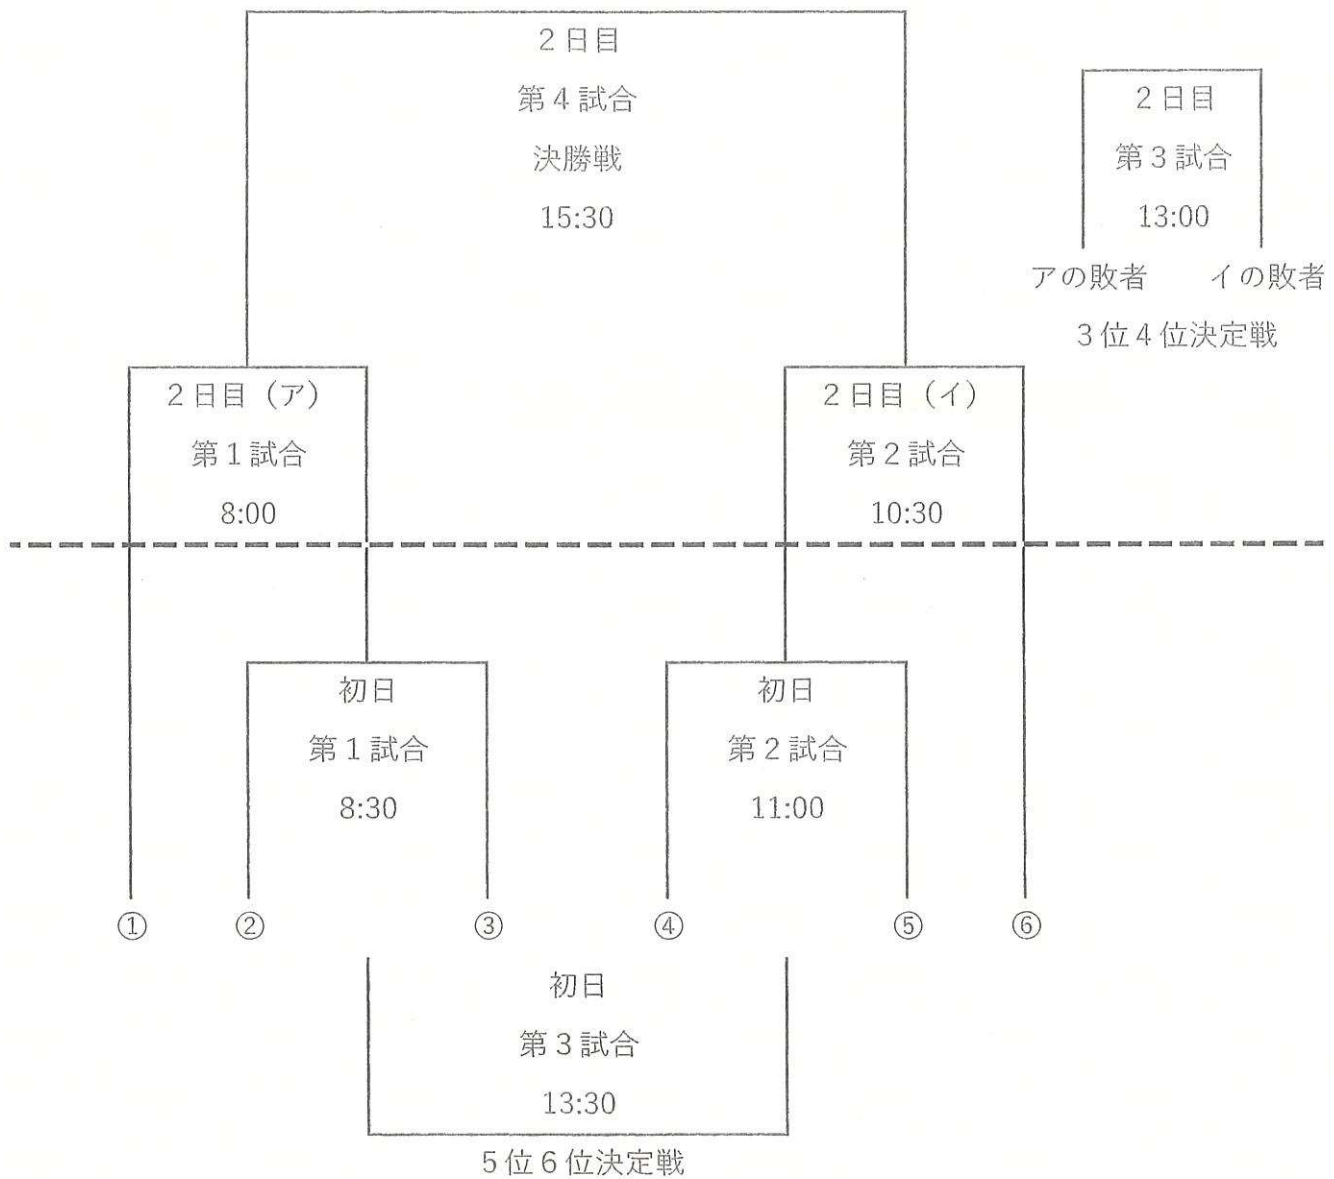 ２日目
第４試合
決勝戦
15:30
２日目
第３試合
13:00
アの敗者　イの敗者
３位４位決定戦
２日目（ア）
第１試合
8:00
２日目（イ）
第２試合
10:30
初日
第１試合
8:30
初日
第２試合
11:00
① ② ③ ④ ⑤ ⑥
初日
第３試合
13:30
５位６位決定戦